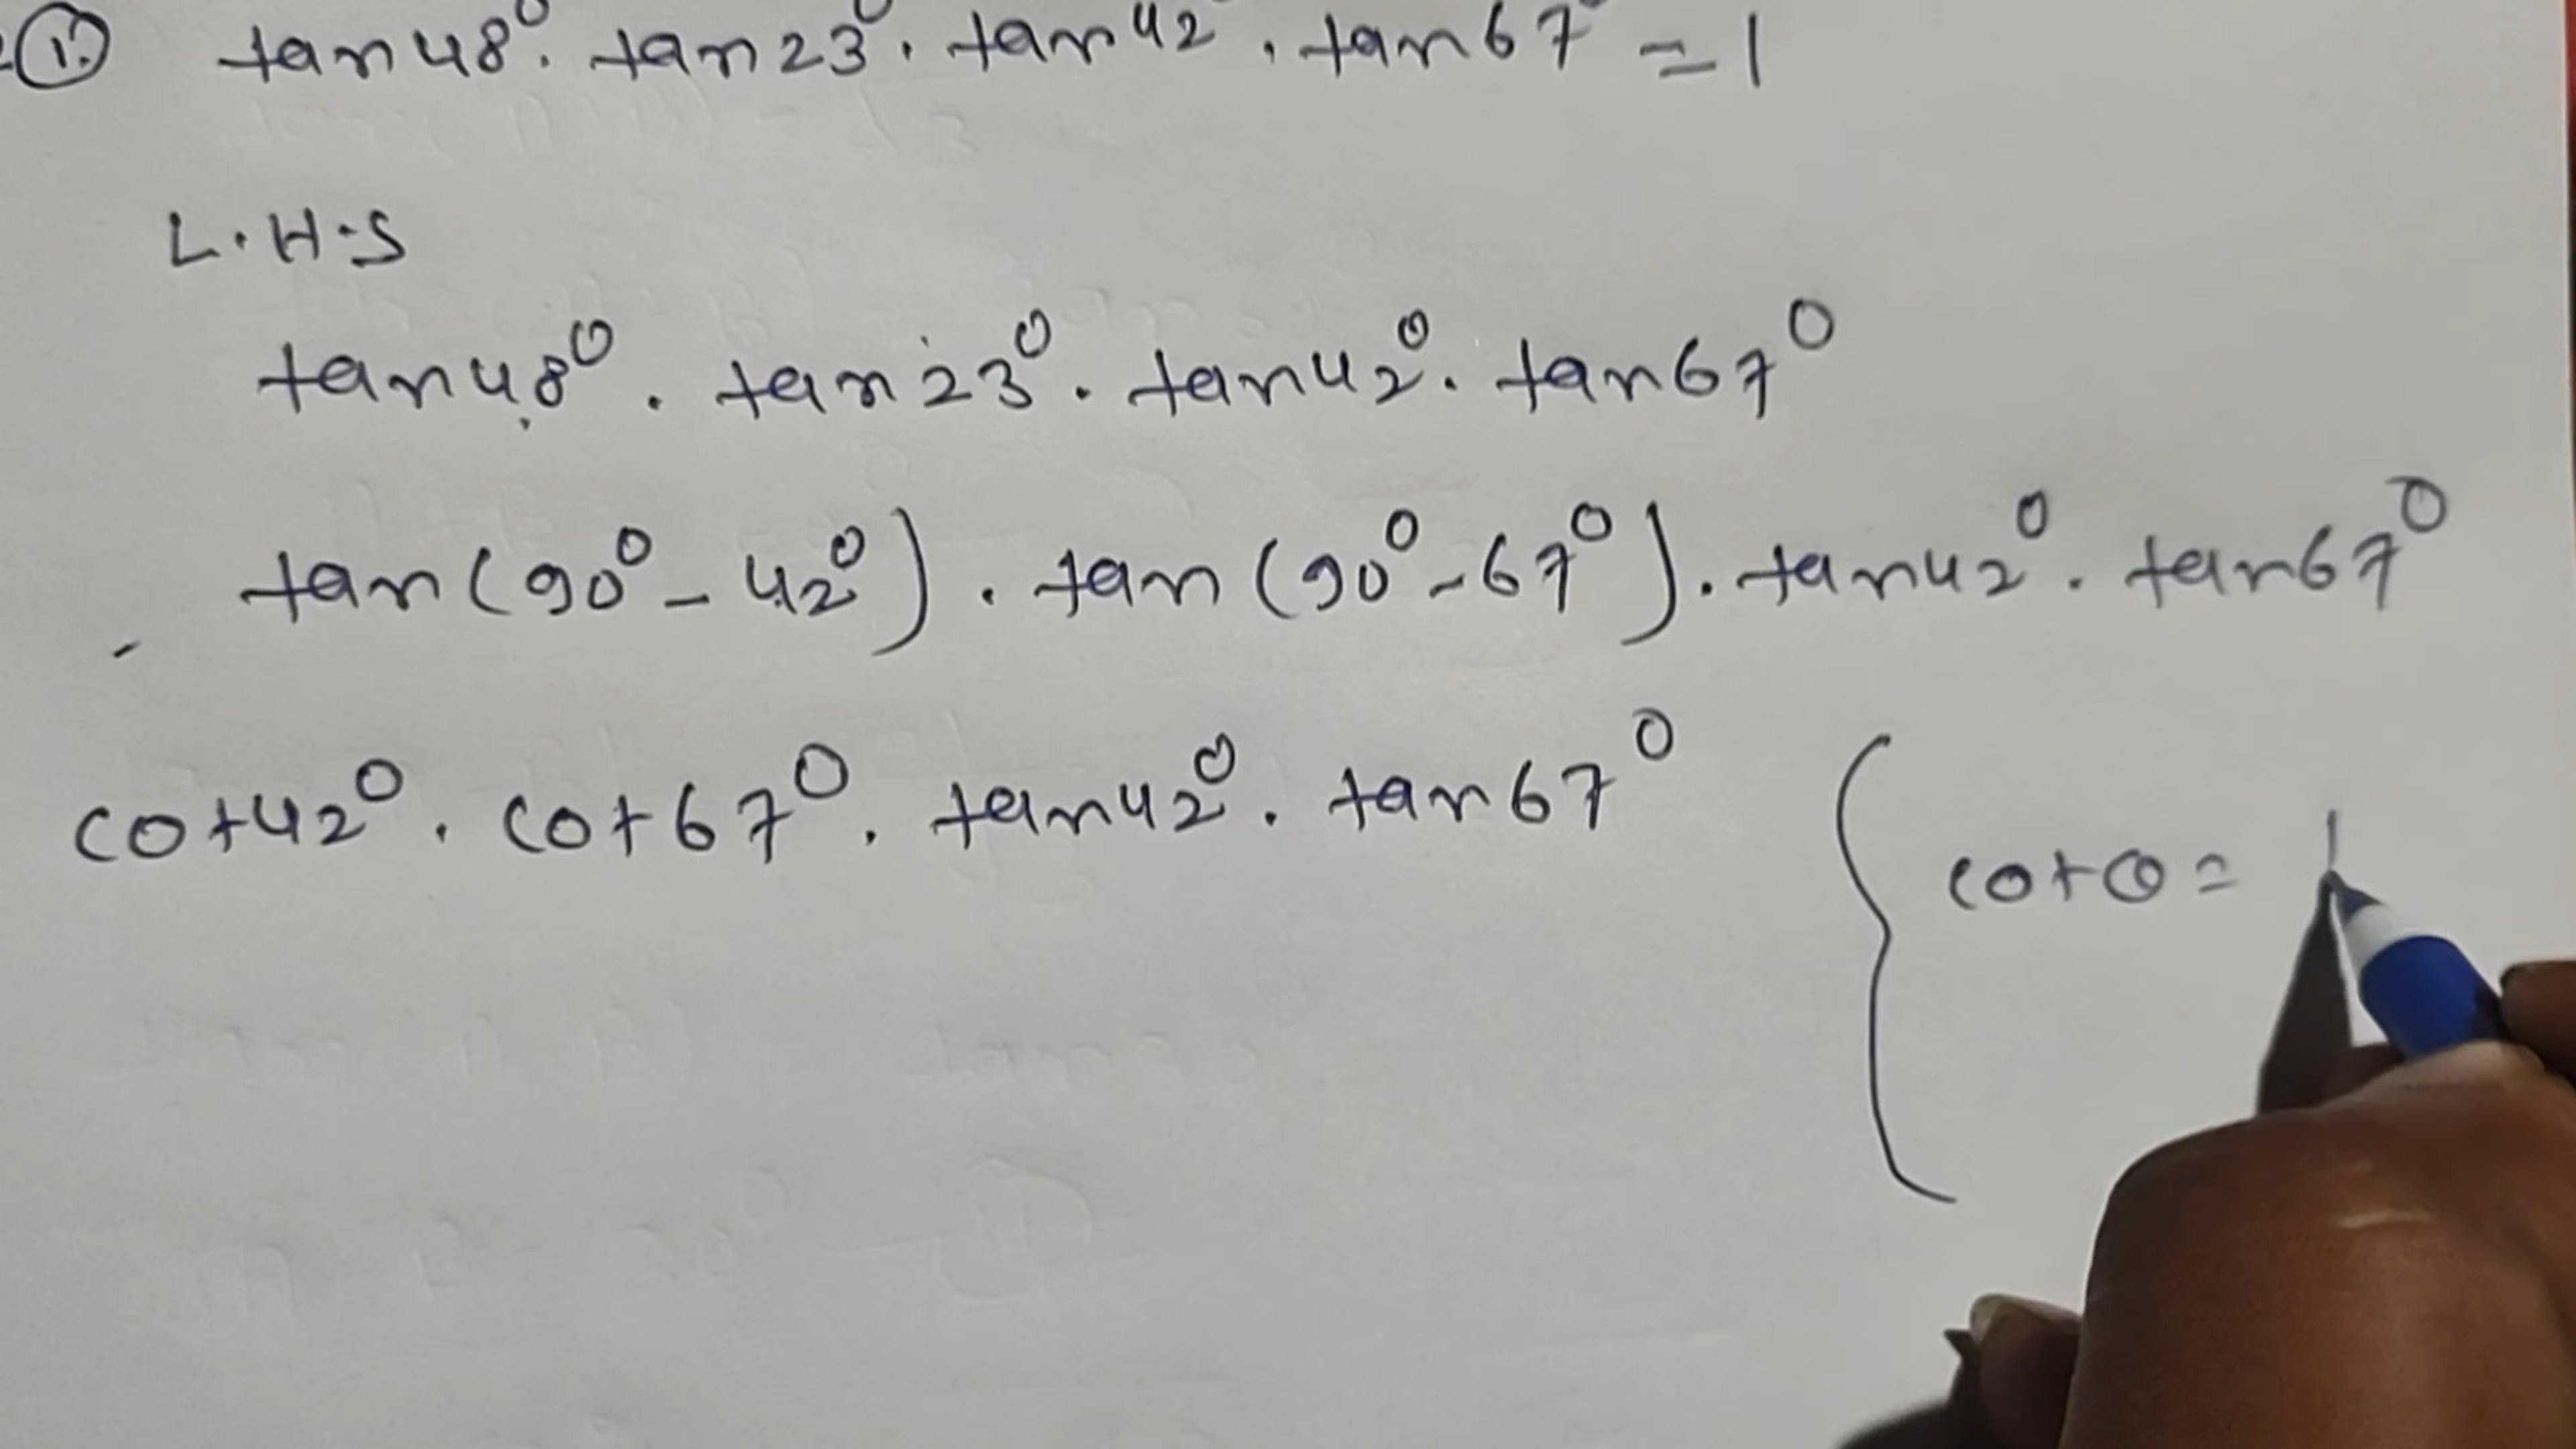 ①. tan48°. tan23°. tan42°. tan67° = 1
L.H.S
tan48°. tan23°. tan42°. tan67°
tan(90°-42°). tan(90°-67°). tan42°. tan67°
cot42°. cot67°. tan42°. tan67°
{ cotθ = 1